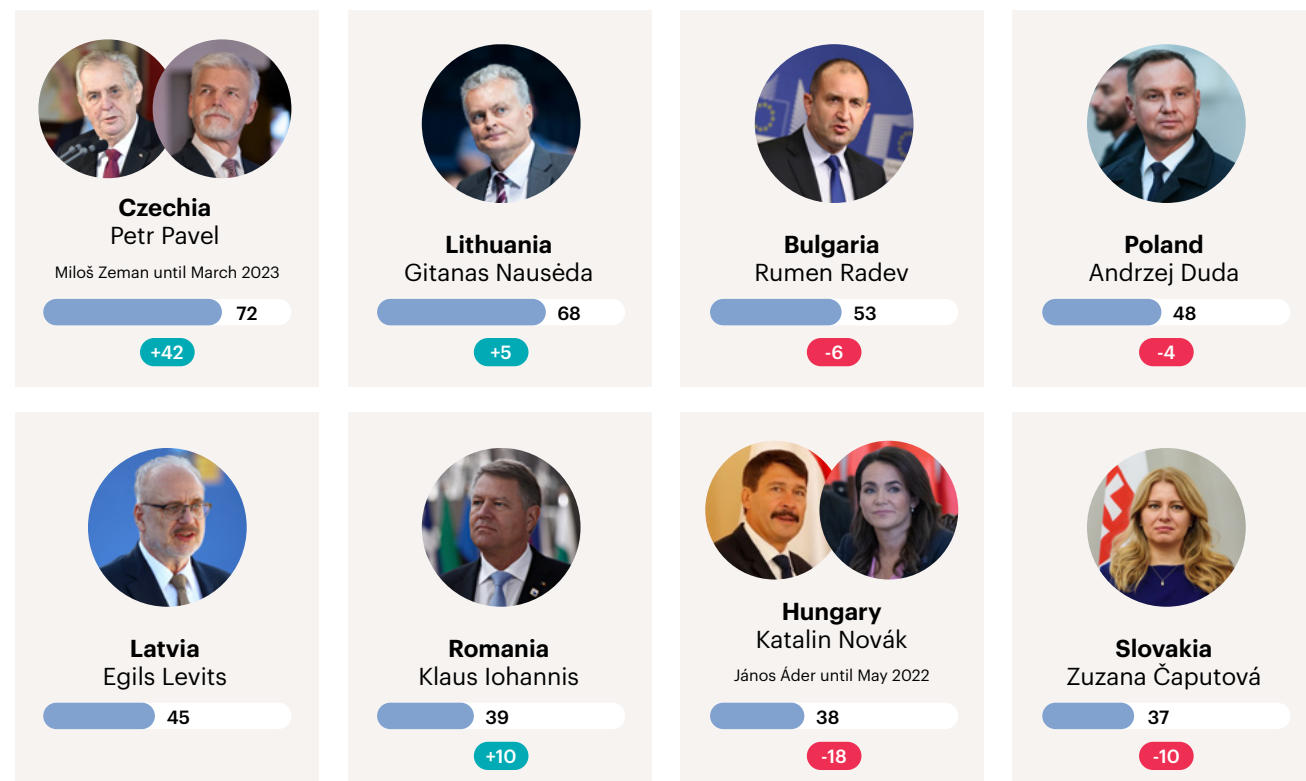 Czechia
Petr Pavel
Miloš Zeman until March 2023
72
+42
Lithuania
Gitanas Nausėda
68
+5
Bulgaria
Rumen Radev
53
-6
Poland
Andrzej Duda
48
-4
Latvia
Egils Levits
45
Romania
Klaus Iohannis
39
+10
Hungary
Katalin Novák
János Áder until May 2022
38
-18
Slovakia
Zuzana Čaputová
37
-10